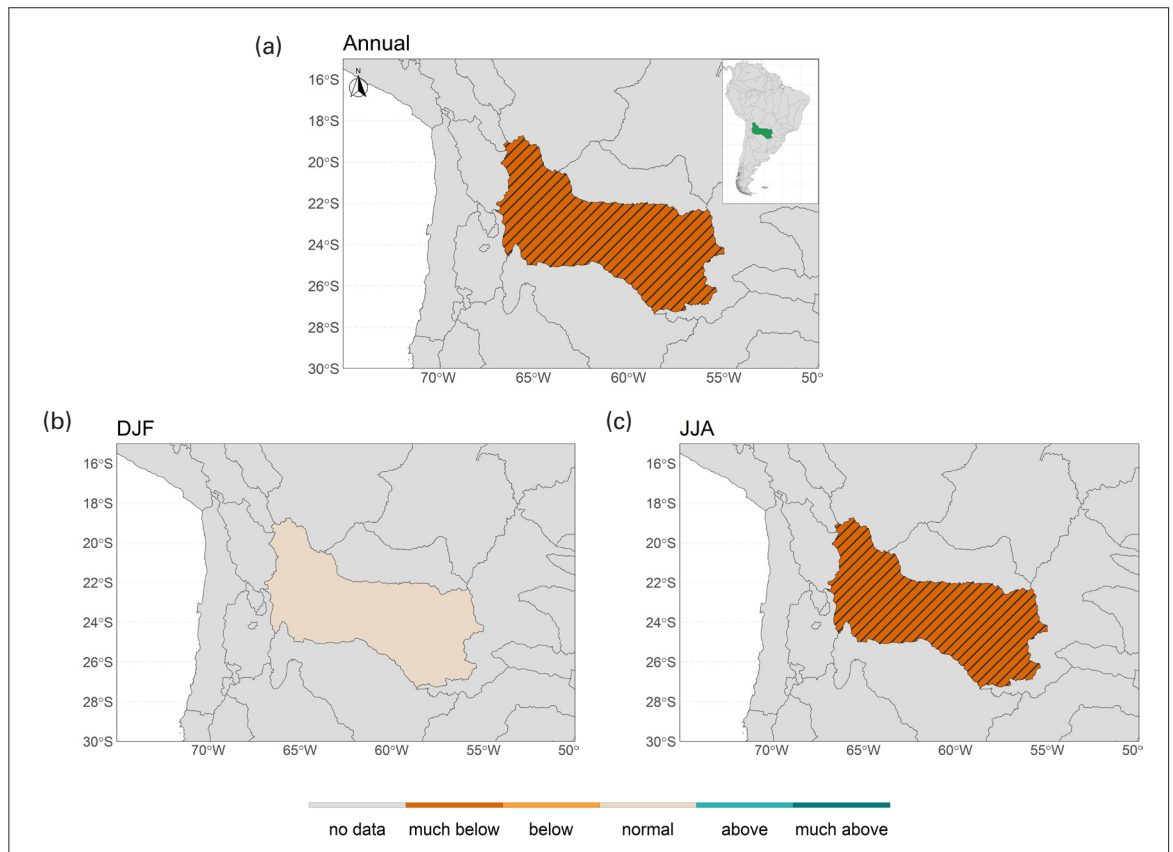 (a)
Annual
N
16°S
18°S
20°S
22°S
24°S
26°S
28°S
30°S
70°W 65°W 60°W 55°W 50°
(b)
DJF
16°S
18°S
20°S
22°S
24°S
26°S
28°S
30°S
70°W 65°W 60°W 55°W 50°
(c)
JJA
16°S
18°S
20°S
22°S
24°S
26°S
28°S
30°S
70°W 65°W 60°W 55°W 50°
no data much below below normal above much above